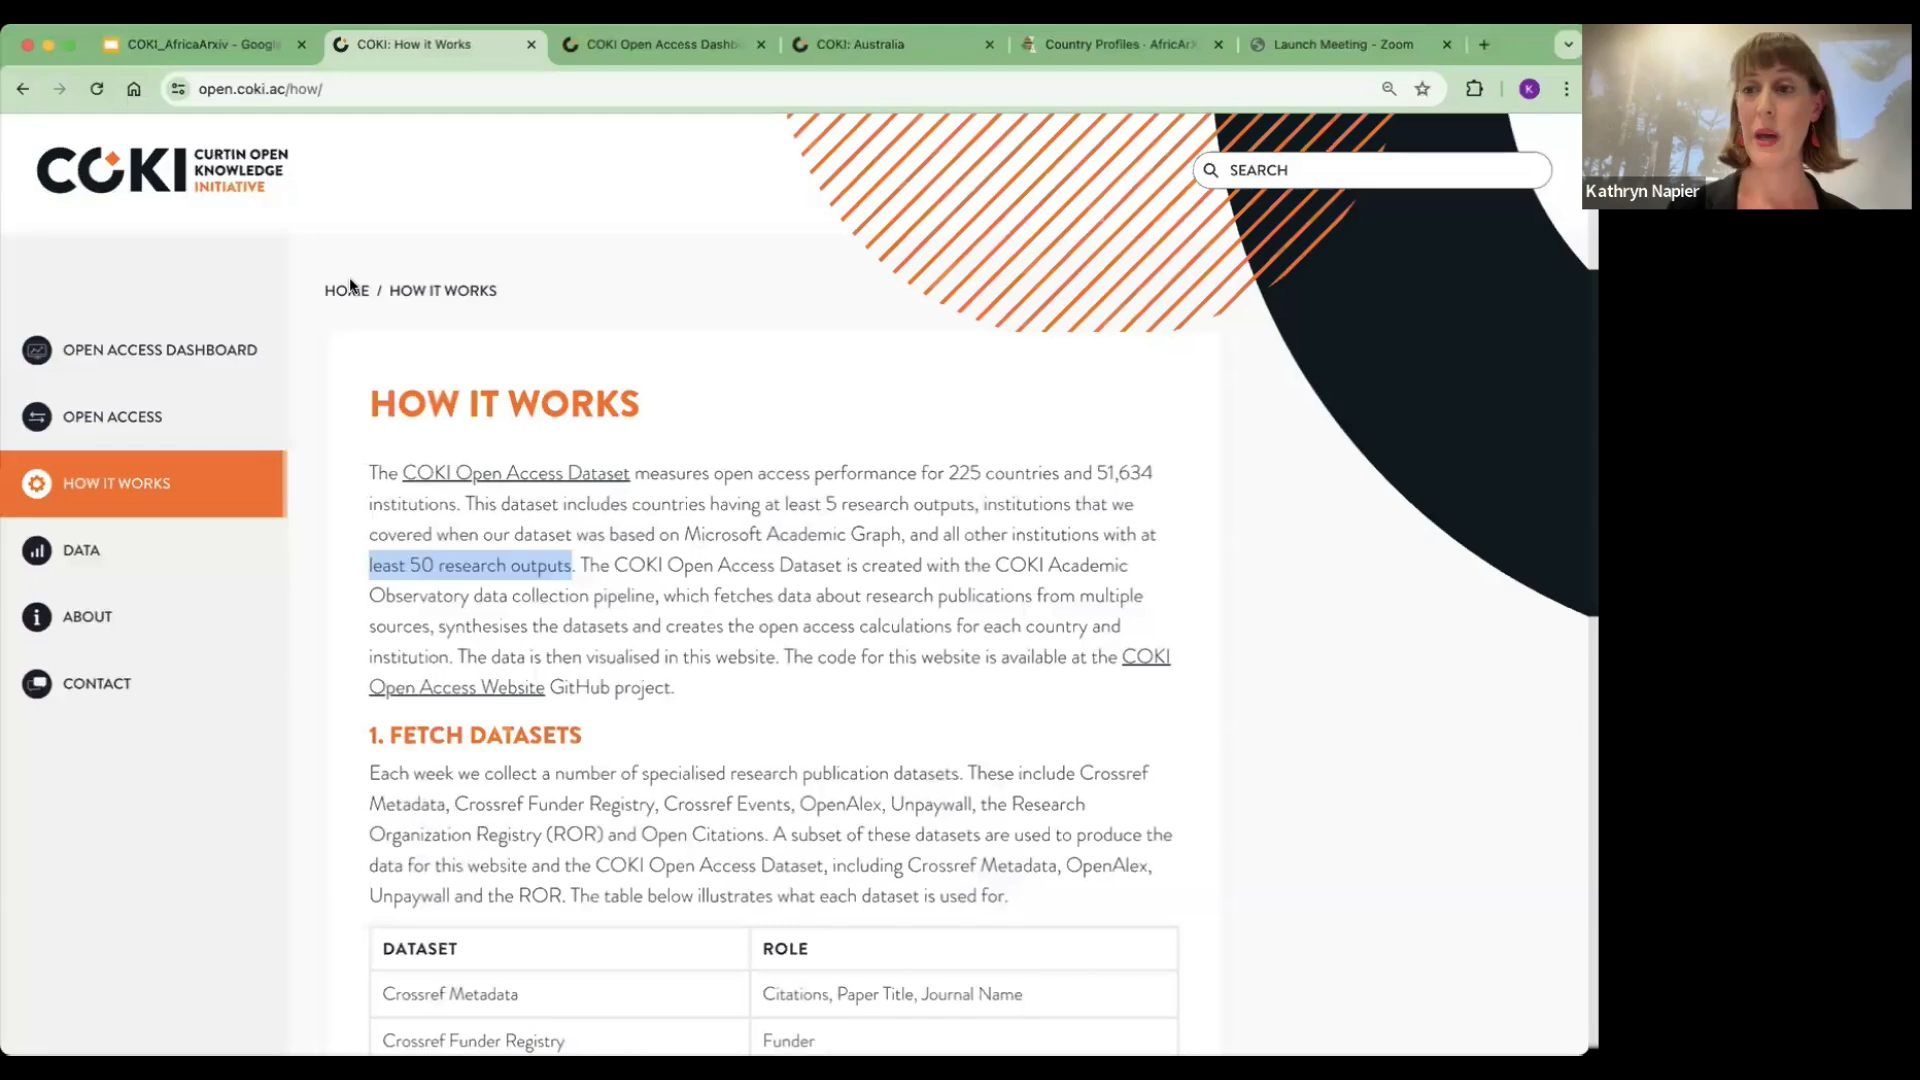 COKI_AfricaArxiv - Google
COKI: How it Works
COKI Open Access Dashb
COKI: Australia
Country Profiles · AfricArX
Launch Meeting - Zoom
open.coki.ac/how/
K
Kathryn Napier
COKI
CURTIN OPEN
KNOWLEDGE
INITIATIVE
SEARCH
HOME / HOW IT WORKS
OPEN ACCESS DASHBOARD
OPEN ACCESS
HOW IT WORKS
DATA
ABOUT
CONTACT
HOW IT WORKS
The COKI Open Access Dataset measures open access performance for 225 countries and 51,634
institutions. This dataset includes countries having at least 5 research outputs, institutions that we
covered when our dataset was based on Microsoft Academic Graph, and all other institutions with at
least 50 research outputs. The COKI Open Access Dataset is created with the COKI Academic
Observatory data collection pipeline, which fetches data about research publications from multiple
sources, synthesises the datasets and creates the open access calculations for each country and
institution. The data is then visualised in this website. The code for this website is available at the COKI
Open Access Website GitHub project.
1. FETCH DATASETS
Each week we collect a number of specialised research publication datasets. These include Crossref
Metadata, Crossref Funder Registry, Crossref Events, OpenAlex, Unpaywall, the Research
Organization Registry (ROR) and Open Citations. A subset of these datasets are used to produce the
data for this website and the COKI Open Access Dataset, including Crossref Metadata, OpenAlex,
Unpaywall and the ROR. The table below illustrates what each dataset is used for.
DATASET ROLE
Crossref Metadata Citations, Paper Title, Journal Name
Crossref Funder Registry Funder